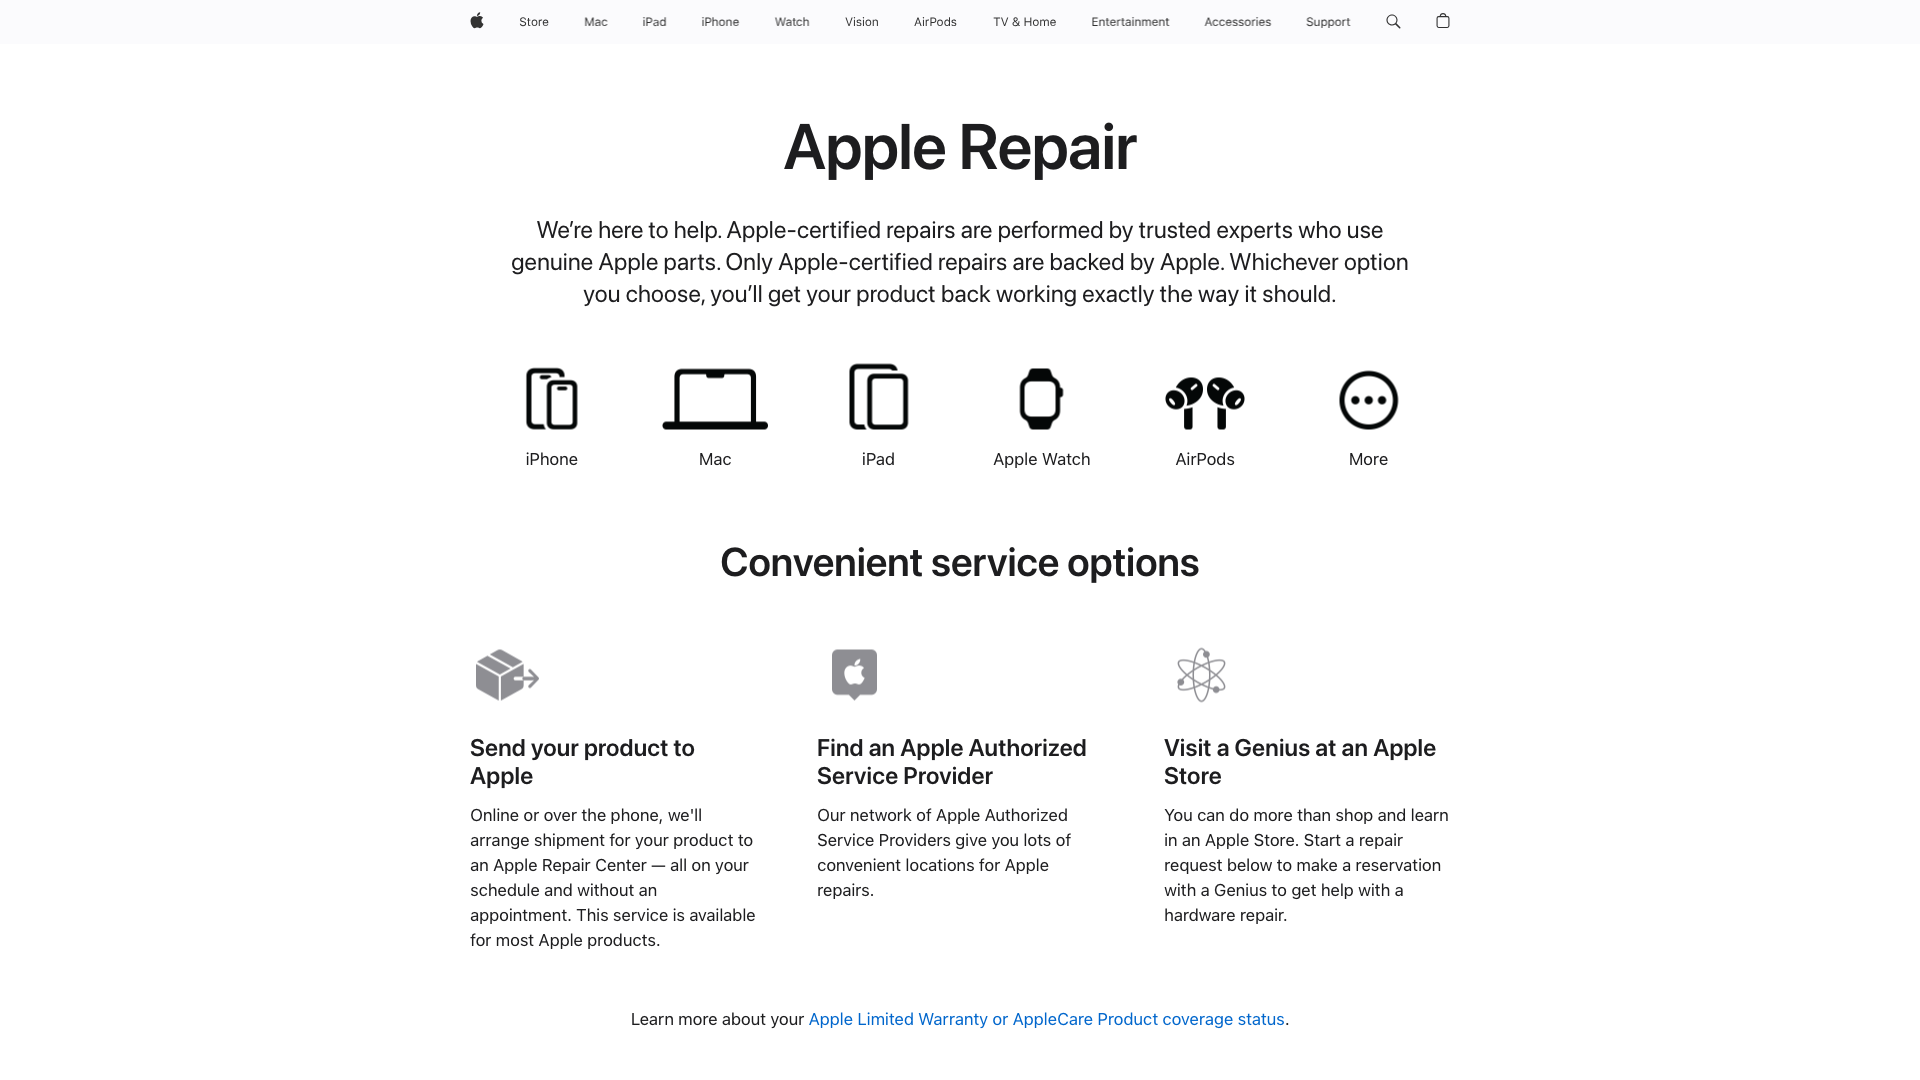 Store Mac iPad iPhone Watch Vision AirPods TV & Home Entertainment Accessories Support
Apple Repair
We’re here to help. Apple-certified repairs are performed by trusted experts who use
genuine Apple parts. Only Apple-certified repairs are backed by Apple. Whichever option
you choose, you’ll get your product back working exactly the way it should.
iPhone Mac iPad Apple Watch AirPods More
Convenient service options
Send your product to
Apple
Online or over the phone, we'll
arrange shipment for your product to
an Apple Repair Center — all on your
schedule and without an
appointment. This service is available
for most Apple products.
Find an Apple Authorized
Service Provider
Our network of Apple Authorized
Service Providers give you lots of
convenient locations for Apple
repairs.
Visit a Genius at an Apple
Store
You can do more than shop and learn
in an Apple Store. Start a repair
request below to make a reservation
with a Genius to get help with a
hardware repair.
Learn more about your Apple Limited Warranty or AppleCare Product coverage status.